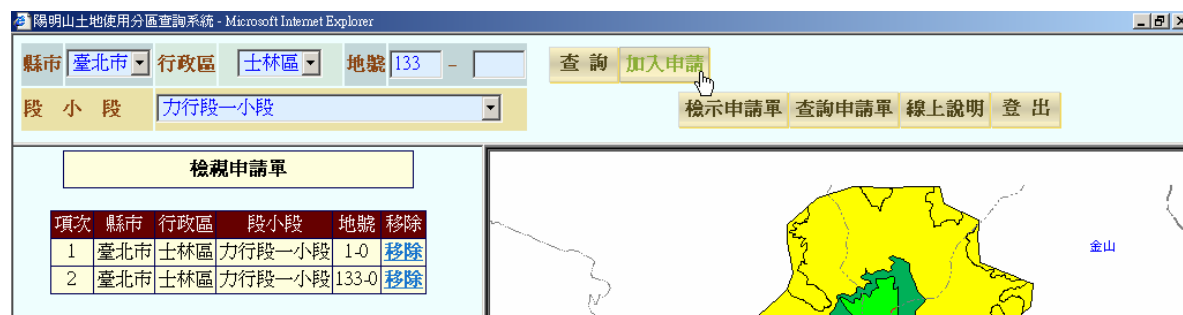 陽明山土地使用分區查詢系統 - Microsoft Internet Explorer
縣市 臺北市 行政區 士林區 地號 133 - 查 詢 加入申請
段 小 段 力行段一小段 檢示申請單 查詢申請單 線上說明 登 出
檢視申請單
項次 縣市 行政區 段小段 地號 移除
1 臺北市 士林區 力行段一小段 1-0 移除
2 臺北市 士林區 力行段一小段 133-0 移除
金山